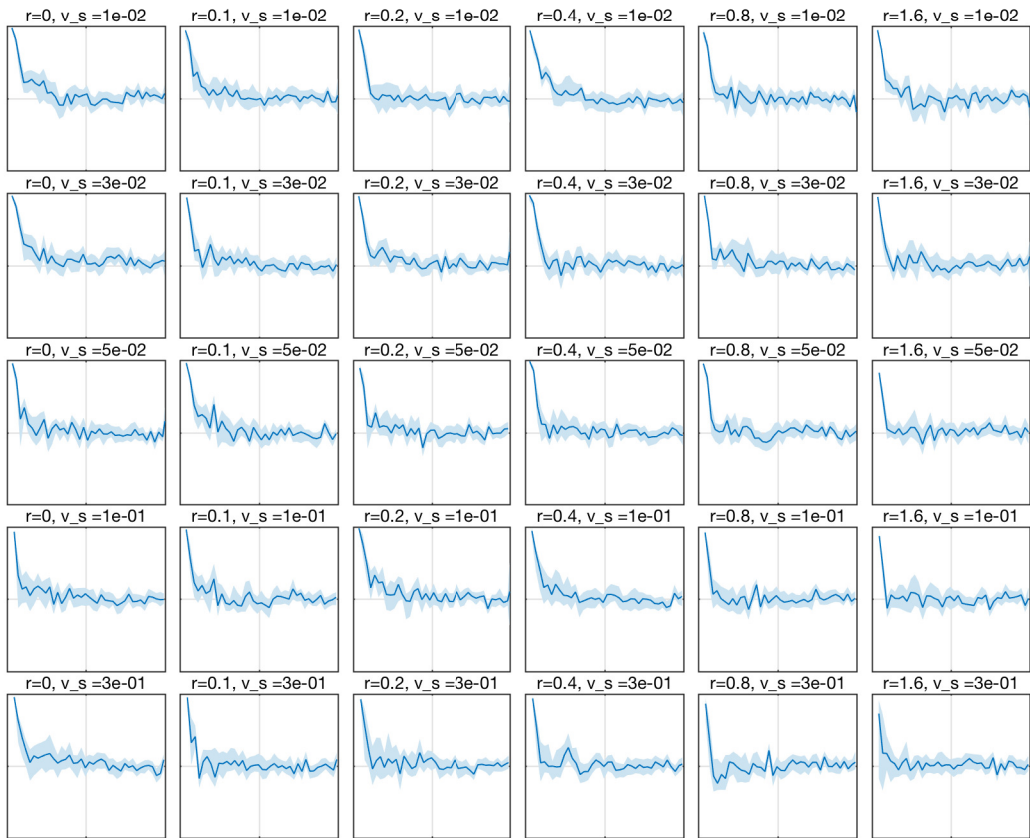 r=0, v_s =1e-02
r=0.1, v_s =1e-02
r=0.2, v_s =1e-02
r=0.4, v_s =1e-02
r=0.8, v_s =1e-02
r=1.6, v_s =1e-02
r=0, v_s =3e-02
r=0.1, v_s =3e-02
r=0.2, v_s =3e-02
r=0.4, v_s =3e-02
r=0.8, v_s =3e-02
r=1.6, v_s =3e-02
r=0, v_s =5e-02
r=0.1, v_s =5e-02
r=0.2, v_s =5e-02
r=0.4, v_s =5e-02
r=0.8, v_s =5e-02
r=1.6, v_s =5e-02
r=0, v_s =1e-01
r=0.1, v_s =1e-01
r=0.2, v_s =1e-01
r=0.4, v_s =1e-01
r=0.8, v_s =1e-01
r=1.6, v_s =1e-01
r=0, v_s =3e-01
r=0.1, v_s =3e-01
r=0.2, v_s =3e-01
r=0.4, v_s =3e-01
r=0.8, v_s =3e-01
r=1.6, v_s =3e-01